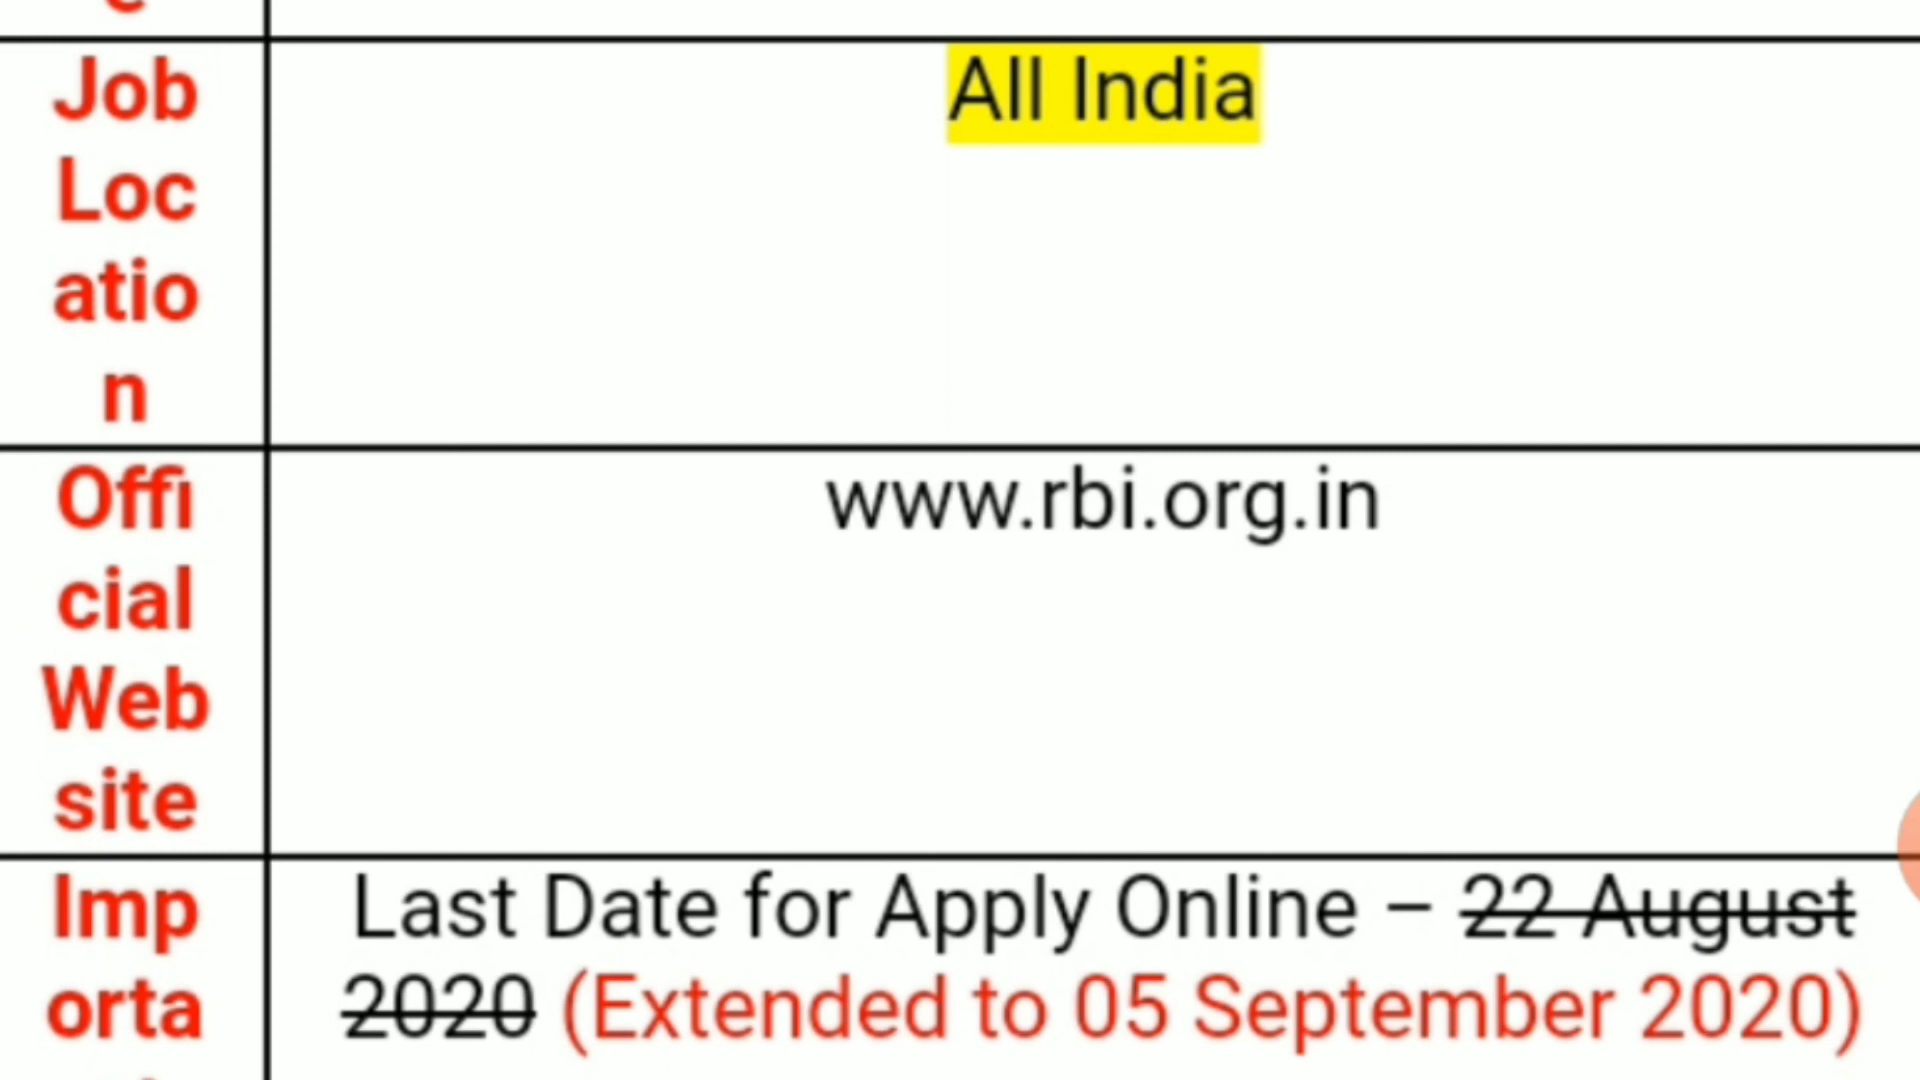 Job
Loc
atio
n
All India
Offi
cial
Web
site
www.rbi.org.in
Imp
orta
Last Date for Apply Online – 22 August
2020 (Extended to 05 September 2020)